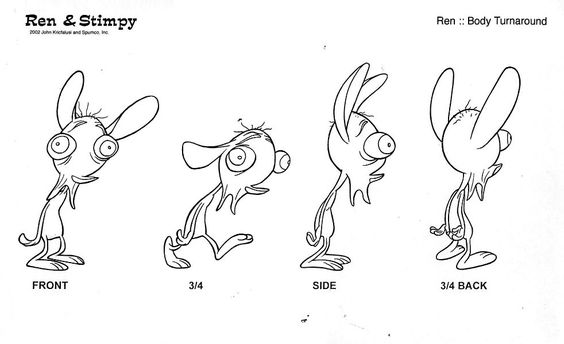 Ren & Stimpy
2002 John Kricfalusi and Spumco, Inc.
Ren :: Body Turnaround
FRONT
3/4
SIDE
3/4 BACK